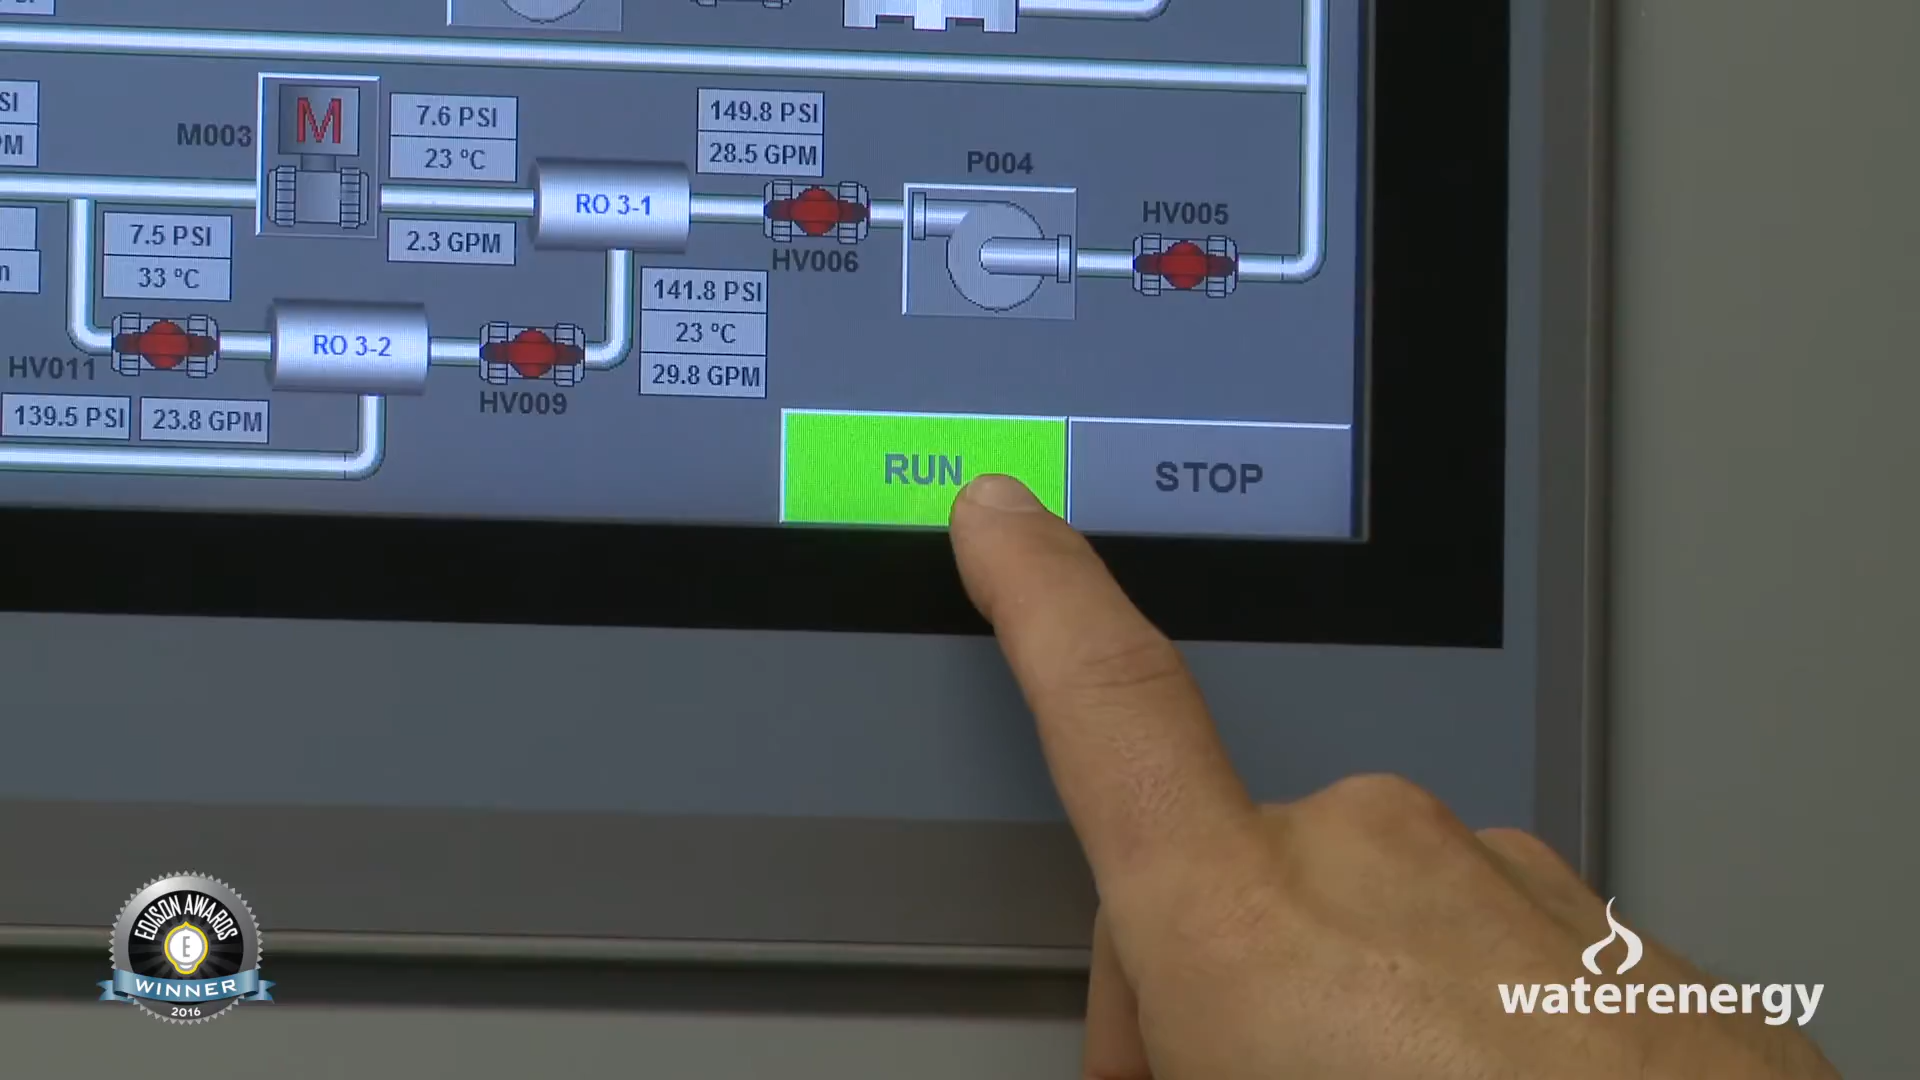 SI
PM
M003
M
7.6 PSI
23 °C
149.8 PSI
28.5 GPM
P004
RO 3-1
HV005
7.5 PSI
33 °C
2.3 GPM
HV006
141.8 PSI
23 °C
29.8 GPM
RO 3-2
HV011
HV009
139.5 PSI
23.8 GPM
RUN
STOP
EDISON AWARDS
E
WINNER
2016
waterenergy